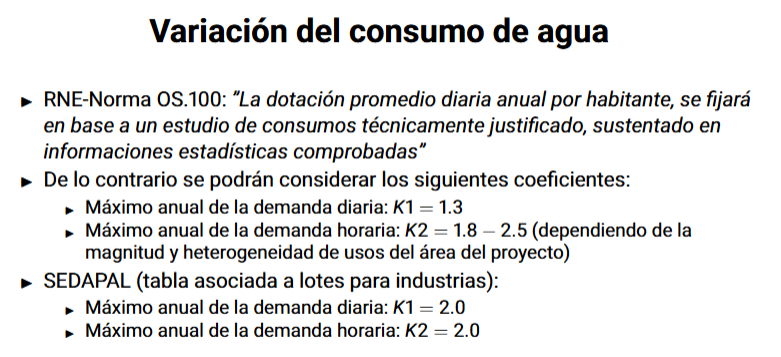 Variación del consumo de agua
► RNE-Norma OS.100: ”La dotación promedio diaria anual por habitante, se fijará
en base a un estudio de consumos técnicamente justificado, sustentado en
informaciones estadísticas comprobadas”
► De lo contrario se podrán considerar los siguientes coeficientes:
► Máximo anual de la demanda diaria: K1 = 1.3
► Máximo anual de la demanda horaria: K2 = 1.8 − 2.5 (dependiendo de la
magnitud y heterogeneidad de usos del área del proyecto)
► SEDAPAL (tabla asociada a lotes para industrias):
► Máximo anual de la demanda diaria: K1 = 2.0
► Máximo anual de la demanda horaria: K2 = 2.0